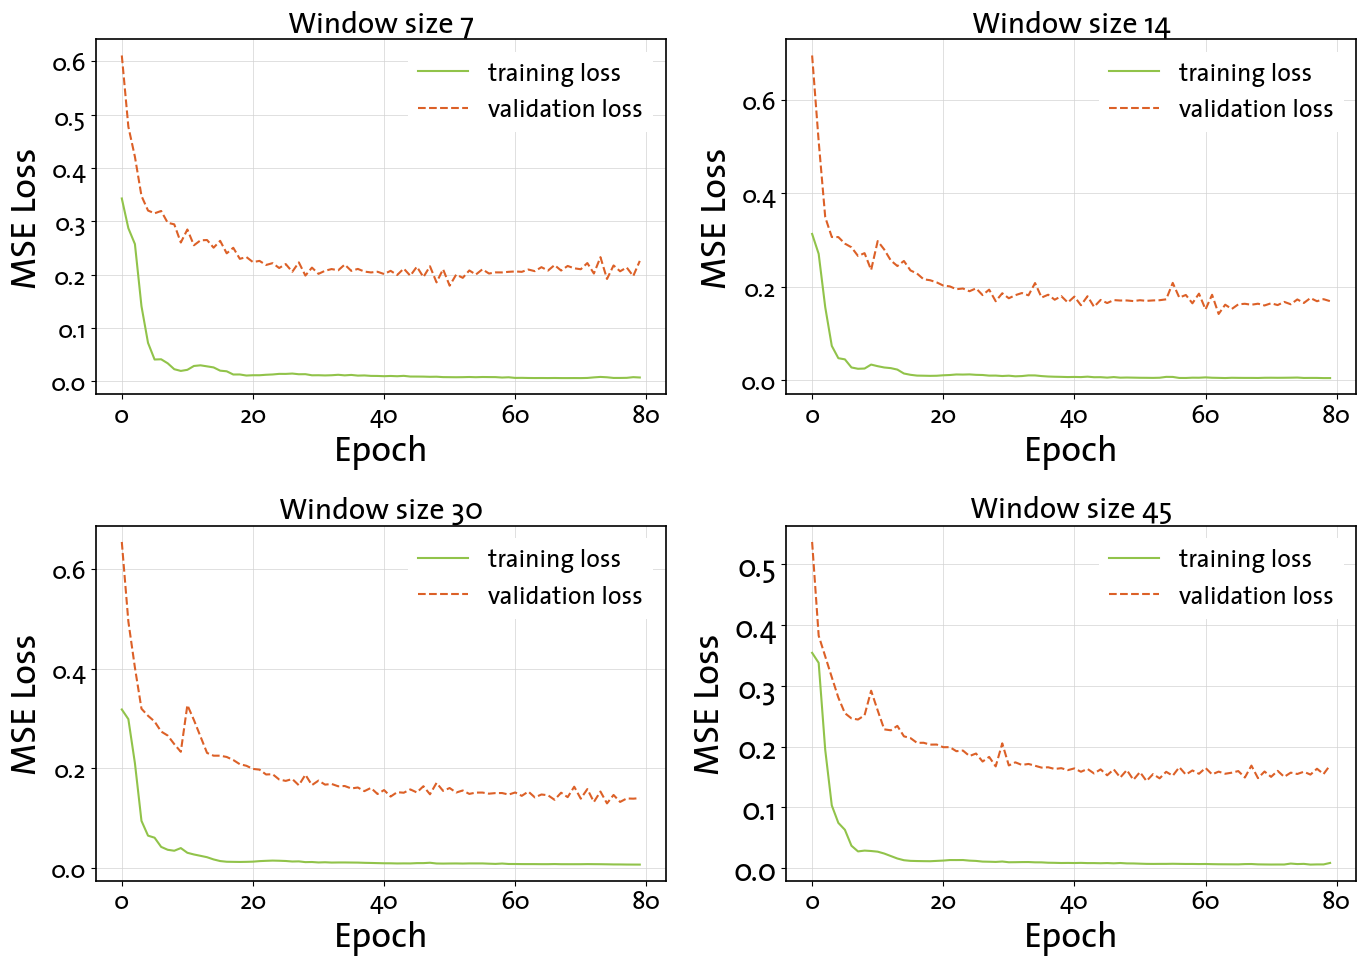 Window size 7
MSE Loss
0.6
0.5
0.4
0.3
0.2
0.1
0.0
training loss
validation loss
0 20 40 60 80
Epoch
Window size 14
MSE Loss
0.6
0.4
0.2
0.0
training loss
validation loss
0 20 40 60 80
Epoch
Window size 30
MSE Loss
0.6
0.4
0.2
0.0
training loss
validation loss
0 20 40 60 80
Epoch
Window size 45
MSE Loss
0.5
0.4
0.3
0.2
0.1
0.0
training loss
validation loss
0 20 40 60 80
Epoch